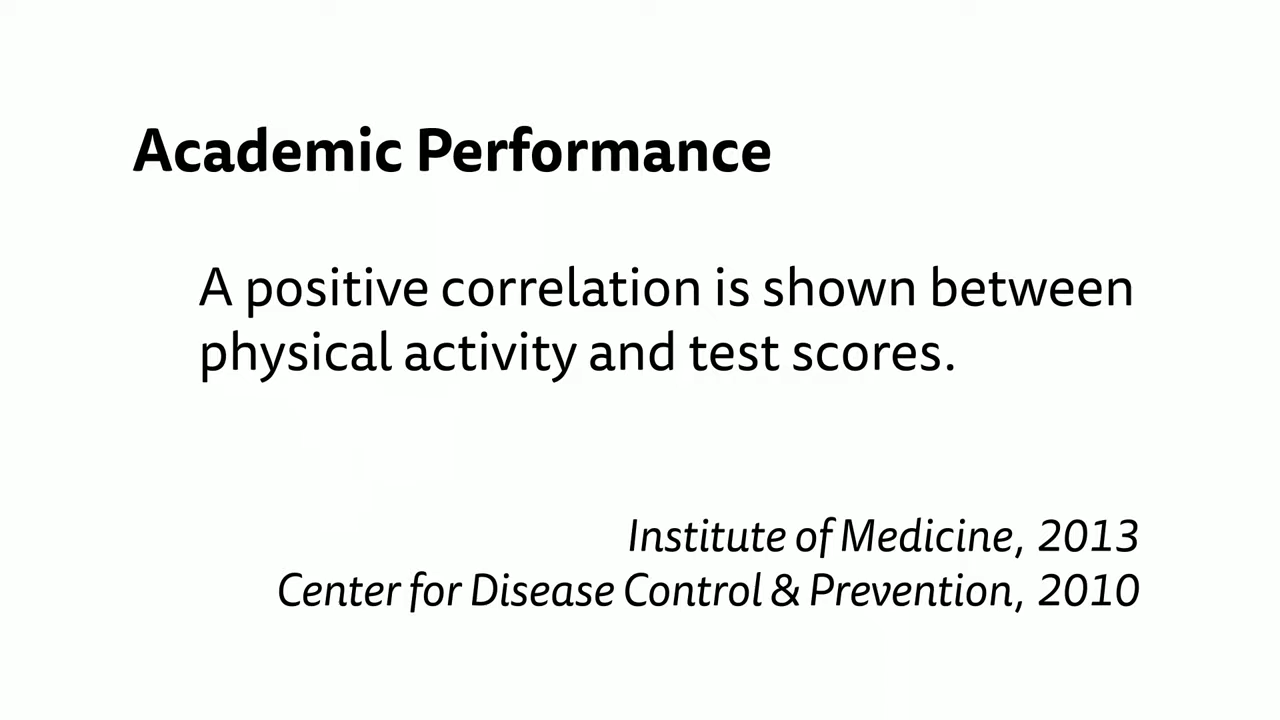 Academic Performance
A positive correlation is shown between
physical activity and test scores.
Institute of Medicine, 2013
Center for Disease Control & Prevention, 2010